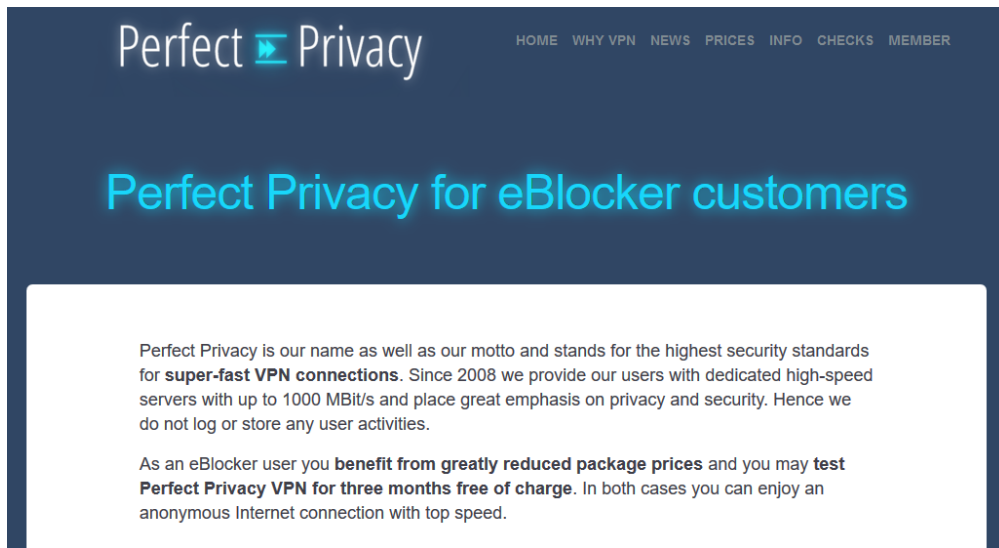 Perfect Privacy
HOME WHY VPN NEWS PRICES INFO CHECKS MEMBER
Perfect Privacy for eBlocker customers
Perfect Privacy is our name as well as our motto and stands for the highest security standards
for super-fast VPN connections. Since 2008 we provide our users with dedicated high-speed
servers with up to 1000 MBit/s and place great emphasis on privacy and security. Hence we
do not log or store any user activities.
As an eBlocker user you benefit from greatly reduced package prices and you may test
Perfect Privacy VPN for three months free of charge. In both cases you can enjoy an
anonymous Internet connection with top speed.